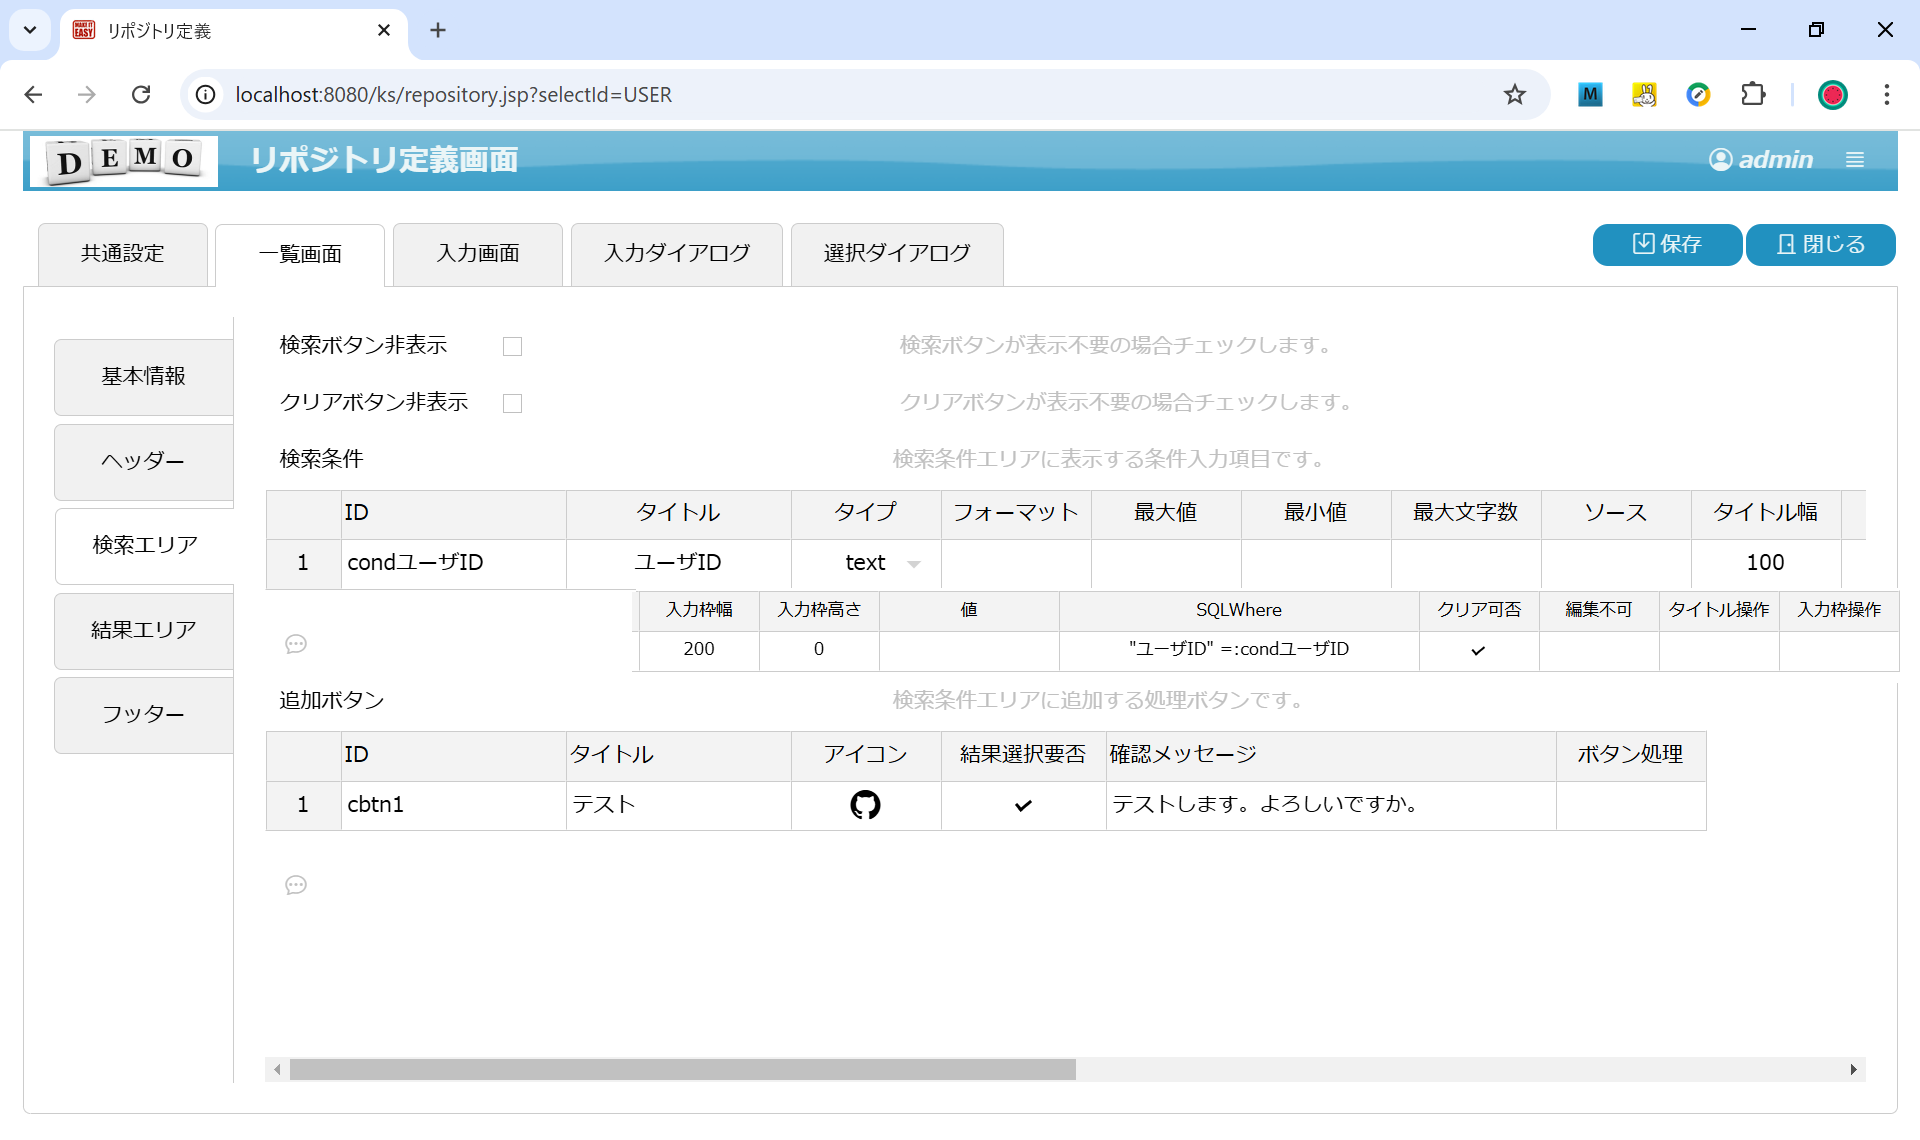 リポジトリ定義
localhost:8080/ks/repository.jsp?selectId=USER
DEMO
リポジトリ定義画面
admin
共通設定
一覧画面
入力画面
入力ダイアログ
選択ダイアログ
保存
閉じる
基本情報
ヘッダー
検索エリア
結果エリア
フッター
検索ボタン非表示
検索ボタンが表示不要の場合チェックします。
クリアボタン非表示
クリアボタンが表示不要の場合チェックします。
検索条件
検索条件エリアに表示する条件入力項目です。
ID タイトル タイプ フォーマット 最大値 最小値 最大文字数 ソース タイトル幅
1 condユーザID ユーザID text 100
入力枠幅 入力枠高さ 値 SQLWhere クリア可否 編集不可 タイトル操作 入力枠操作
200 0 "ユーザID" =:condユーザID
追加ボタン
検索条件エリアに追加する処理ボタンです。
ID タイトル アイコン 結果選択要否 確認メッセージ ボタン処理
1 cbtn1 テスト テストします。よろしいですか。